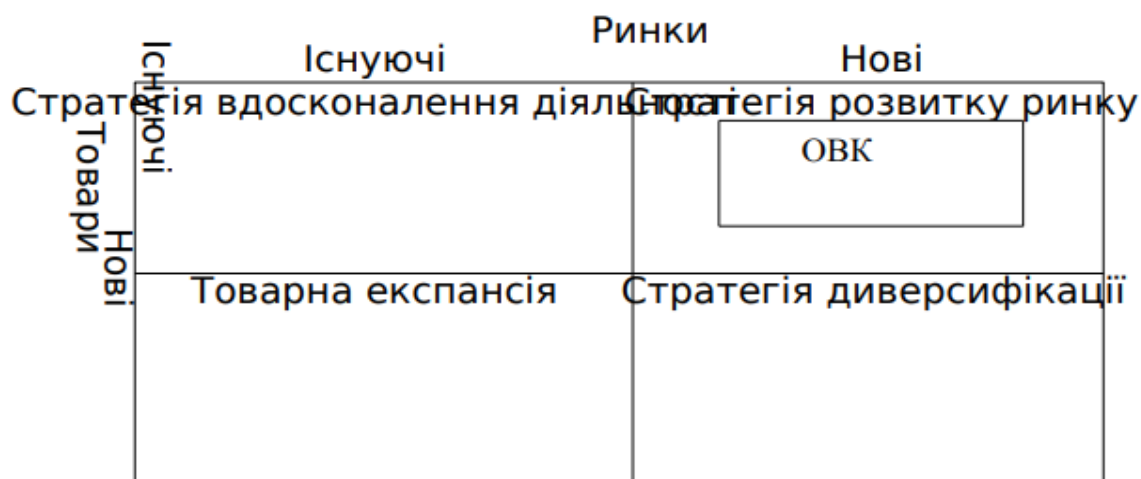 Ринки
Існуючі
Нові
Існуючі
Товари
Нові
Стратегія вдосконалення діяльності
Стратегія розвитку ринку
ОВК
Товарна експансія
Стратегія диверсифікації